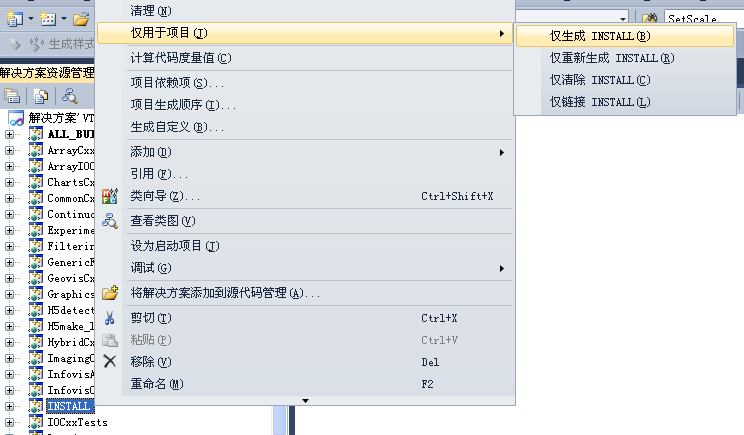 清理(N)
仅用于项目(J)
计算代码度量值(C)
项目依赖项(S)...
项目生成顺序(I)...
生成自定义(B)...
添加(D)
引用(F)...
类向导(Z)... Ctrl+Shift+X
查看类图(V)
设为启动项目(T)
调试(G)
将解决方案添加到源代码管理(A)...
剪切(T) Ctrl+X
粘贴(P) Ctrl+V
移除(V) Del
重命名(M) F2
仅生成 INSTALL(B)
仅重新生成 INSTALL(R)
仅清除 INSTALL(C)
仅链接 INSTALL(L)
SetScale
生成样式
解决方案资源管理
解决方案'VT
ALL_BUI
ArrayCxx
ArrayIOC
ChartsCx
CommonCx
Continuo
Experime
Filterin
GenericF
GeovisCx
Graphics
H5detect
H5make_l
HybridCx
ImagingC
InfovisA
InfovisC
INSTALL
IOCxxTests